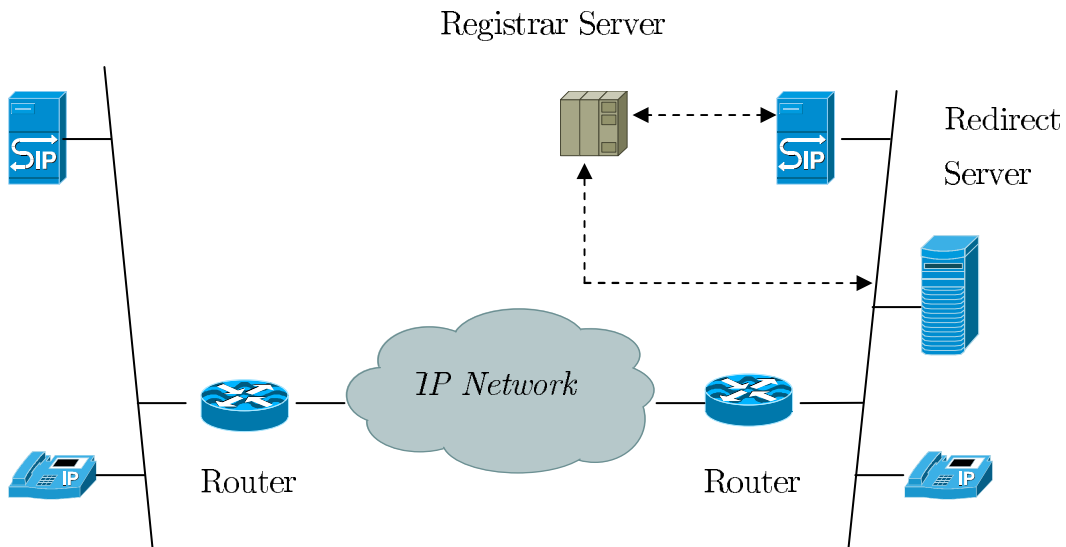 Registrar Server
Redirect
Server
SIP
SIP
IP Network
Router
Router
IP
IP